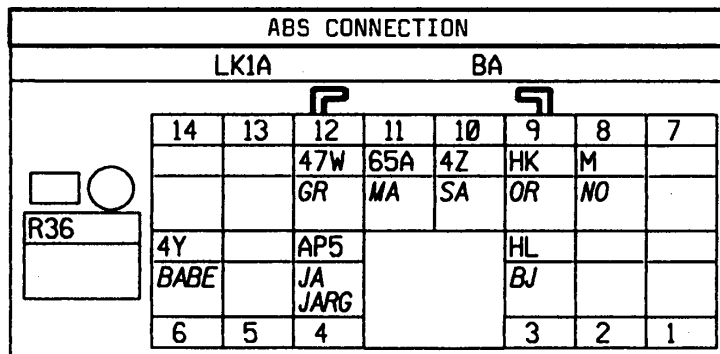 ABS CONNECTION
LK1A BA
14 13 12 11 10 9 8 7
47W 65A 4Z HK M
GR MA SA OR NO
R36
4Y AP5 HL
BABE JA BJ
JARG
6 5 4 3 2 1